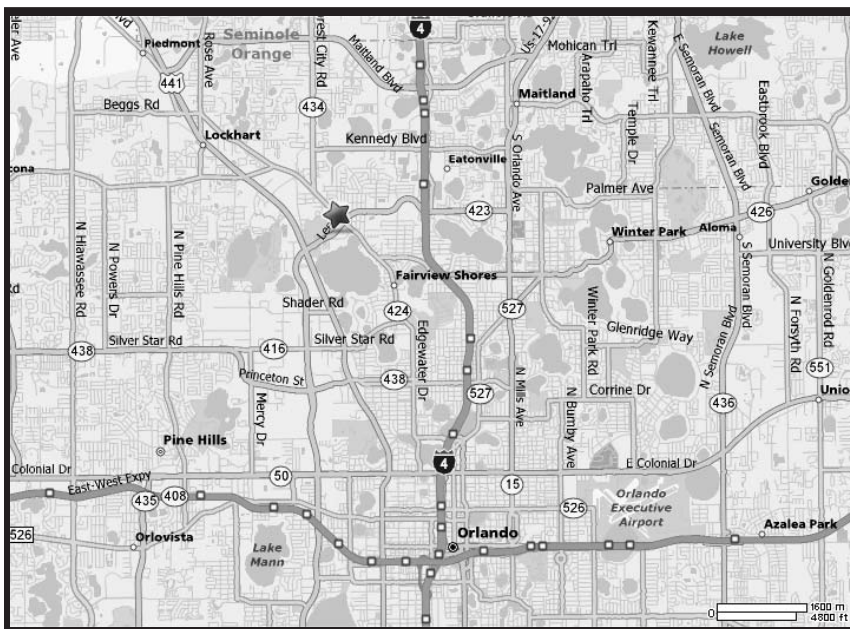 4
Piedmont
Rose Ave
Seminole
Orange
Forest City Rd
Maitland Blvd
Us-17-92
Mohican Trl
Arapaho Trl
Kewannee Trl
E Semoran Blvd
Lake
Howell
441
Beggs Rd
434
Maitland
Temple Dr
Semoran Blvd
Eastbrook Blvd
Lockhart
Kennedy Blvd
Eatonville
S Orlando Ave
Palmer Ave
423
426
Winter Park
Aloma
University Blvd
N Hiawassee Rd
N Powers Dr
N Pine Hills Rd
Fairview Shores
S Semoran Blvd
N Goldenrod Rd
Shader Rd
424
527
Winter Park Rd
Glenridge Way
N Forsyth Rd
438
Silver Star Rd
416
Silver Star Rd
Edgewater Dr
N Semoran Blvd
551
Princeton St
438
527
N Mills Ave
Corrine Dr
436
Mercy Dr
N Bumby Ave
Pine Hills
Colonial Dr
50
4
15
E Colonial Dr
East-West Expy
435
408
526
Orlando
Executive
Airport
526
Orlovista
Lake
Mann
Orlando
Azalea Park
1600 m
0
4800 ft